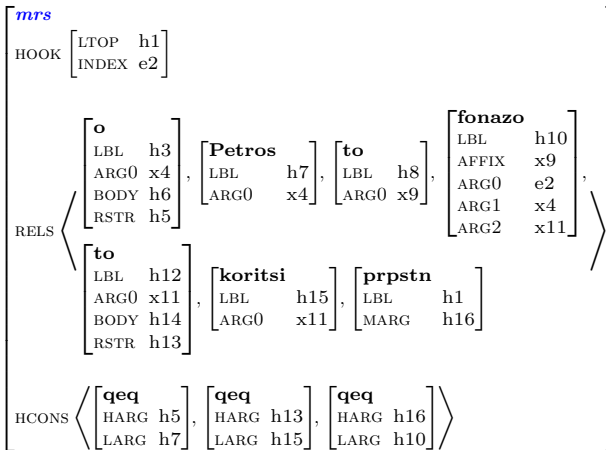 mrs
HOOK [LTOP h1
INDEX e2]
RELS ⟨ [o
LBL h3
ARG0 x4
BODY h6
RSTR h5], [Petros
LBL h7
ARG0 x4], [to
LBL h8
ARG0 x9], [fonazo
LBL h10
AFFIX x9
ARG0 e2
ARG1 x4
ARG2 x11],
[to
LBL h12
ARG0 x11
BODY h14
RSTR h13], [koritsi
LBL h15
ARG0 x11], [prpstn
LBL h1
MARG h16] ⟩
HCONS ⟨ [qeq
HARG h5
LARG h7], [qeq
HARG h13
LARG h15], [qeq
HARG h16
LARG h10] ⟩